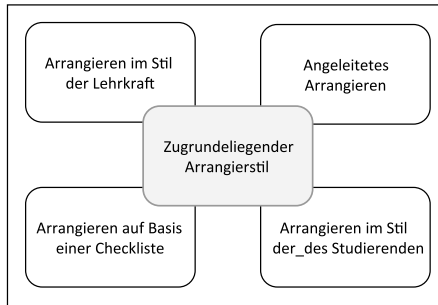 Arrangieren im Stil
der Lehrkraft
Angeleitetes
Arrangieren
Zugrundeliegender
Arrangierstil
Arrangieren auf Basis
einer Checkliste
Arrangieren im Stil
der_des Studierenden